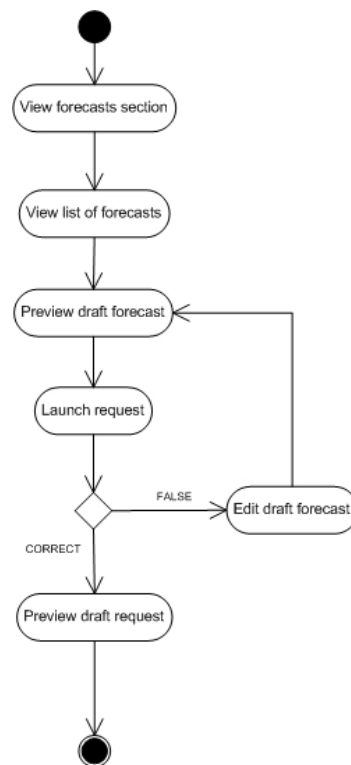 View forecasts section
View list of forecasts
Preview draft forecast
Launch request
FALSE
Edit draft forecast
CORRECT
Preview draft request